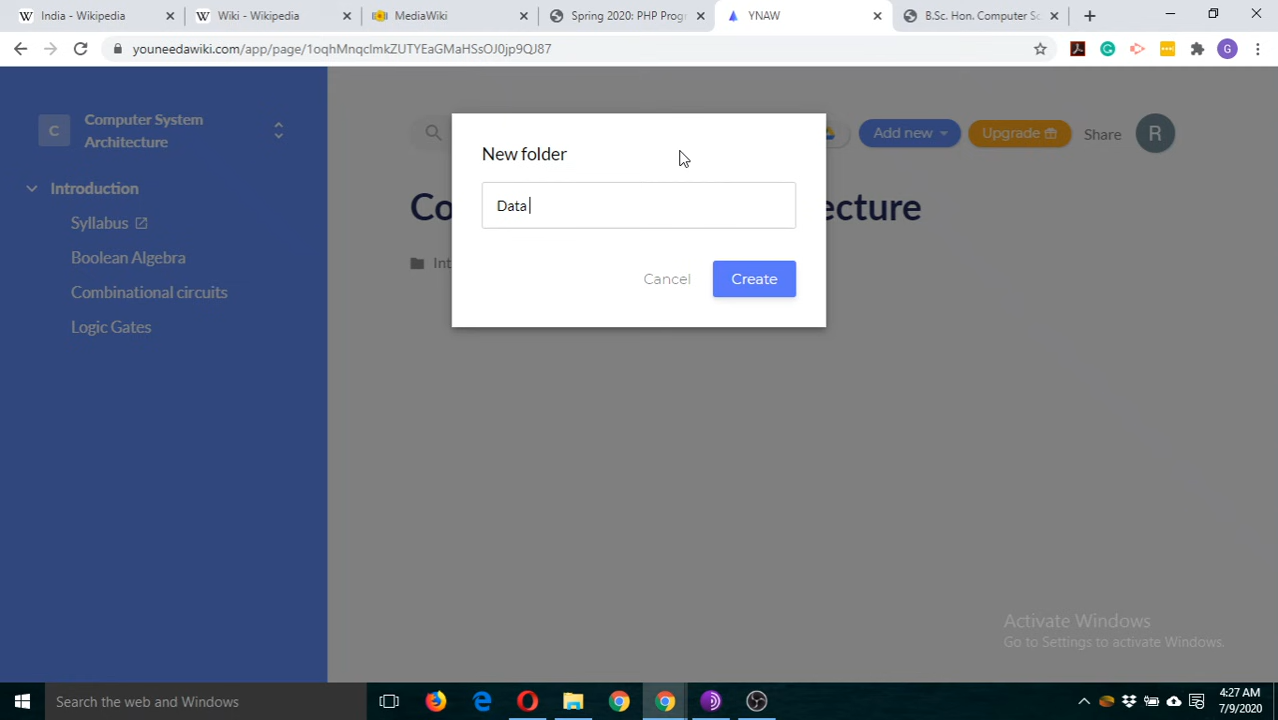 India - Wikipedia
Wiki - Wikipedia
MediaWiki
Spring 2020: PHP Prog
YNAW
B.Sc. Hon. Computer Sc
youneedawiki.com/app/page/1oqhMnqclmkZUTYEaGMaHSsOJ0jp9QJ87
G
C
Computer System
Architecture
Introduction
Syllabus
Boolean Algebra
Combinational circuits
Logic Gates
Add new
Upgrade
Share
R
Co
ecture
Int
New folder
Data
Cancel
Create
Activate Windows
Go to Settings to activate Windows.
Search the web and Windows
4:27 AM
7/9/2020